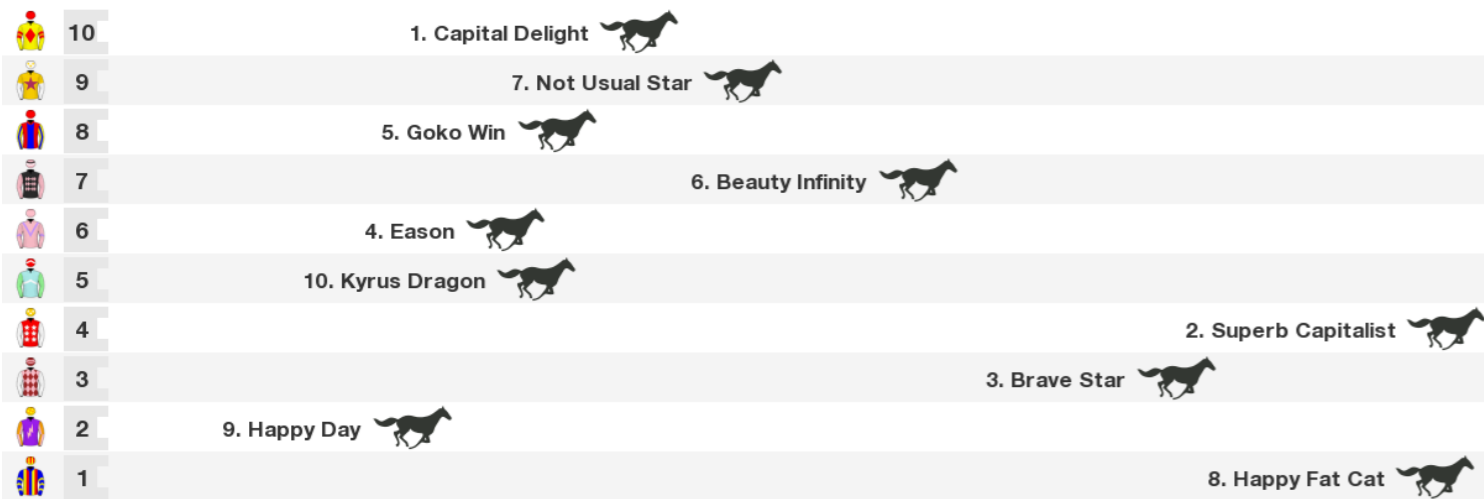 10 1. Capital Delight
9 7. Not Usual Star
8 5. Goko Win
7 6. Beauty Infinity
6 4. Eason
5 10. Kyrus Dragon
4 2. Superb Capitalist
3 3. Brave Star
2 9. Happy Day
1 8. Happy Fat Cat